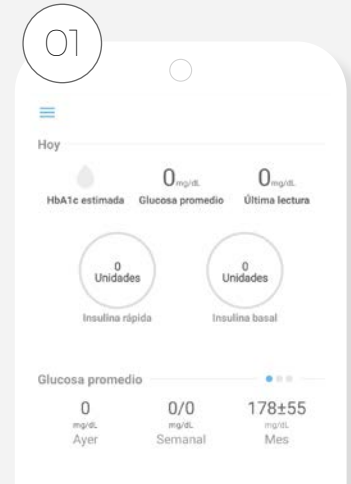 01
Hoy
0mg/dL 0mg/dL
HbA1c estimada Glucosa promedio Última lectura
0 0
Unidades Unidades
Insulina rápida Insulina basal
Glucosa promedio
0 0/0 178±55
mg/dL mg/dL mg/dL
Ayer Semanal Mes